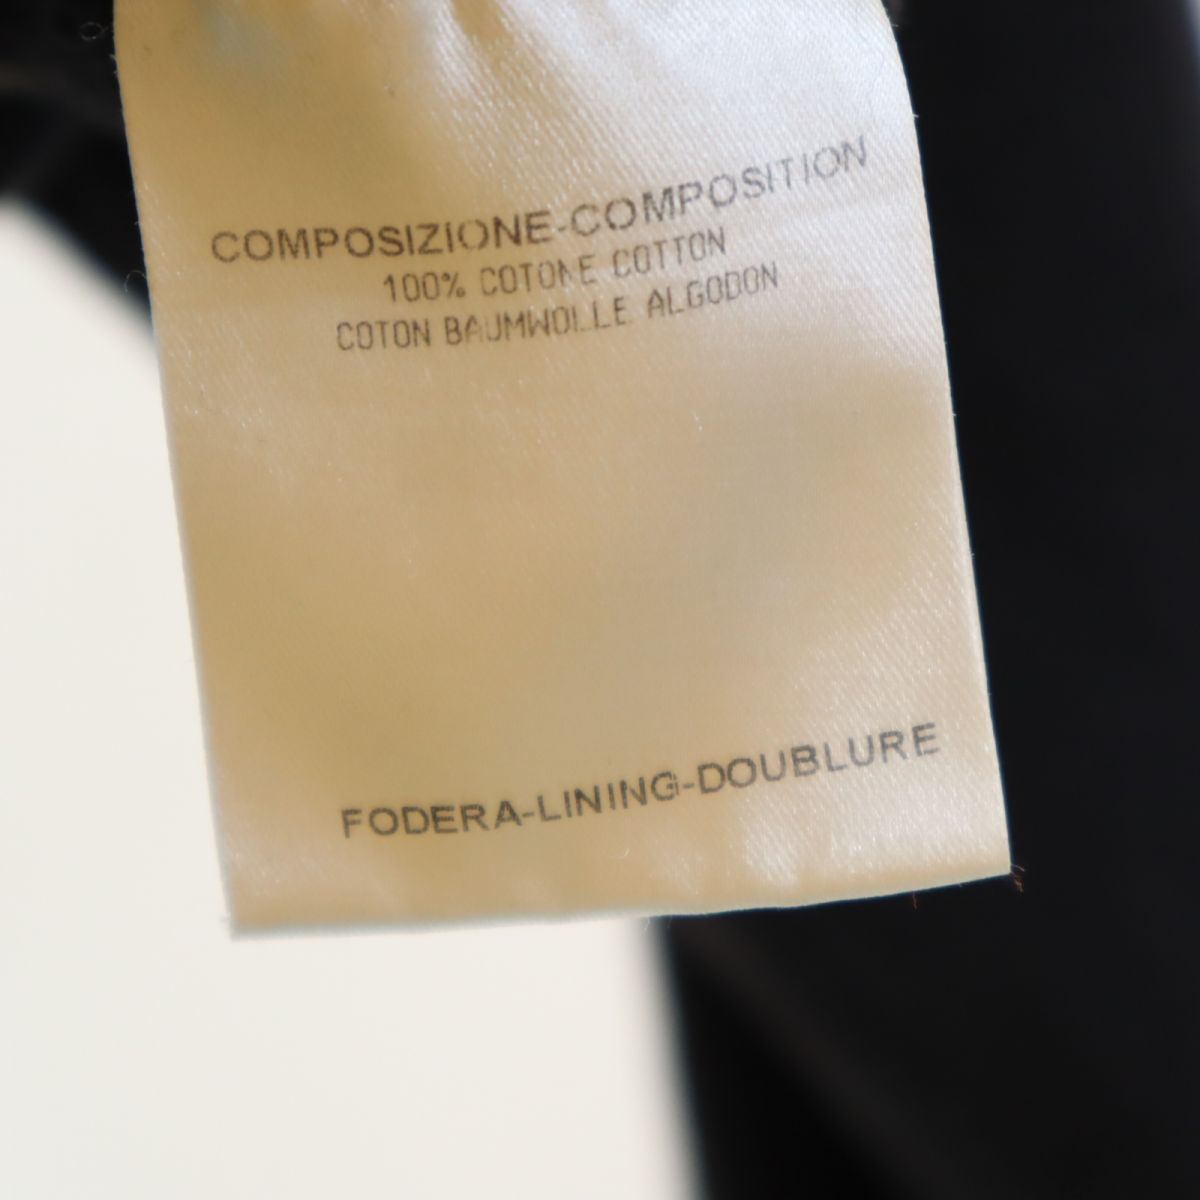 COMPOSIZIONE-COMPOSITION
100% COTONE COTTON
COTON BAUMWOLLE ALGODON
FODERA-LINING-DOUBLURE